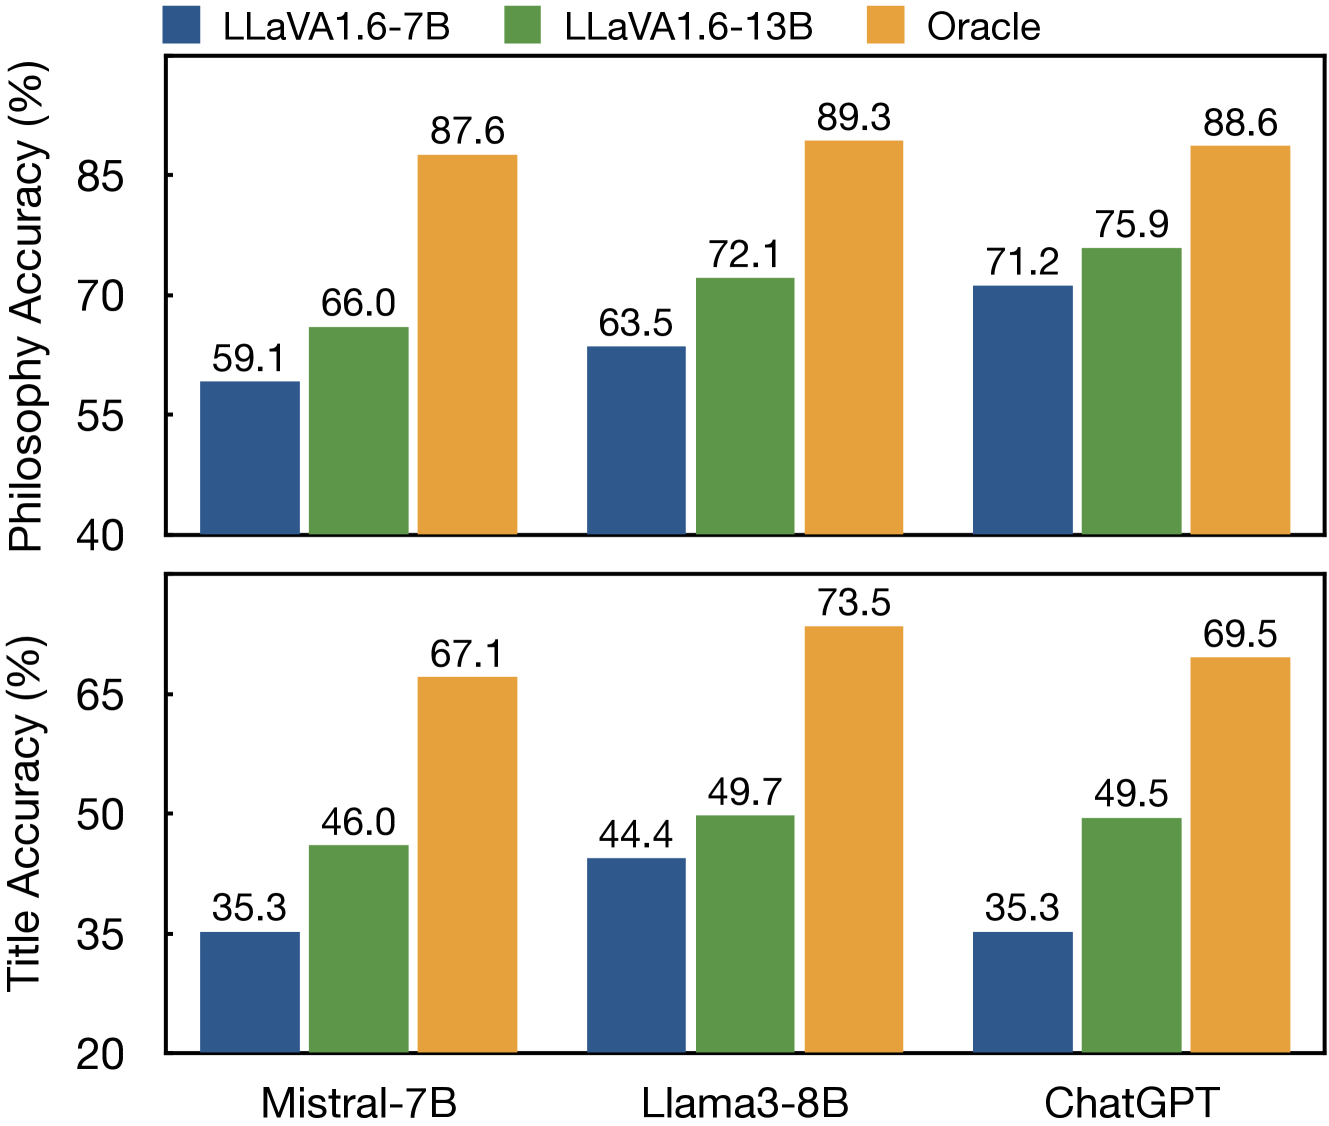 LLaVA1.6-7B LLaVA1.6-13B Oracle
Philosophy Accuracy (%)
85
70
55
40
59.1 66.0 87.6 63.5 72.1 89.3 71.2 75.9 88.6
Title Accuracy (%)
65
50
35
20
35.3 46.0 67.1 44.4 49.7 73.5 35.3 49.5 69.5
Mistral-7B Llama3-8B ChatGPT